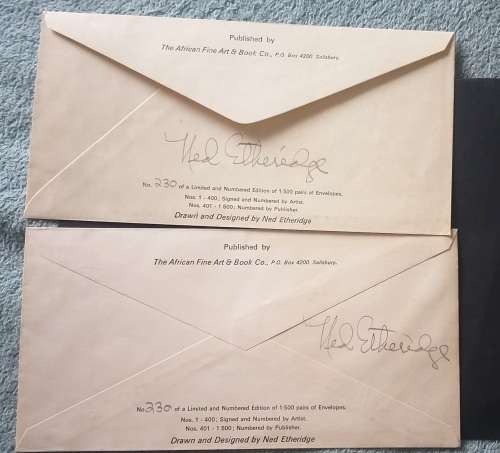 Published by
The African Fine Art & Book Co., P.O. Box 4200 Salisbury.
Ned Etheridge
No. 230 of a Limited and Numbered Edition of 1 500 pairs of Envelopes.
Nos. 1 - 400; Signed and Numbered by Artist.
Nos. 401 - 1 500; Numbered by Publisher.
Drawn and Designed by Ned Etheridge
Published by
The African Fine Art & Book Co., P.O. Box 4200 Salisbury.
Ned Etheridge
No. 230 of a Limited and Numbered Edition of 1 500 pairs of Envelopes.
Nos. 1 - 400; Signed and Numbered by Artist.
Nos. 401 - 1 500; Numbered by Publisher.
Drawn and Designed by Ned Etheridge